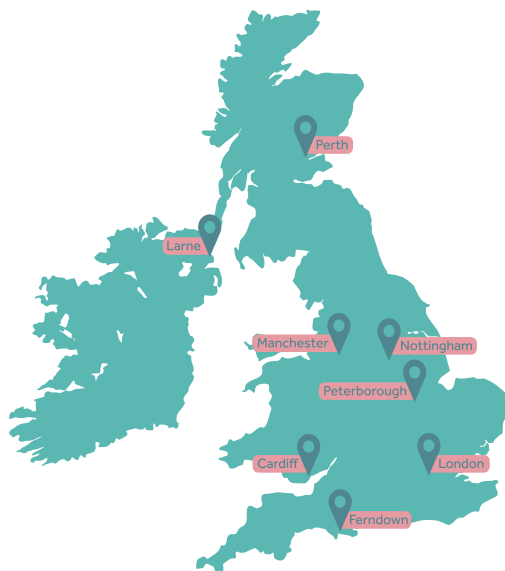 Perth
Larne
Manchester
Nottingham
Peterborough
Cardiff
London
Ferndown